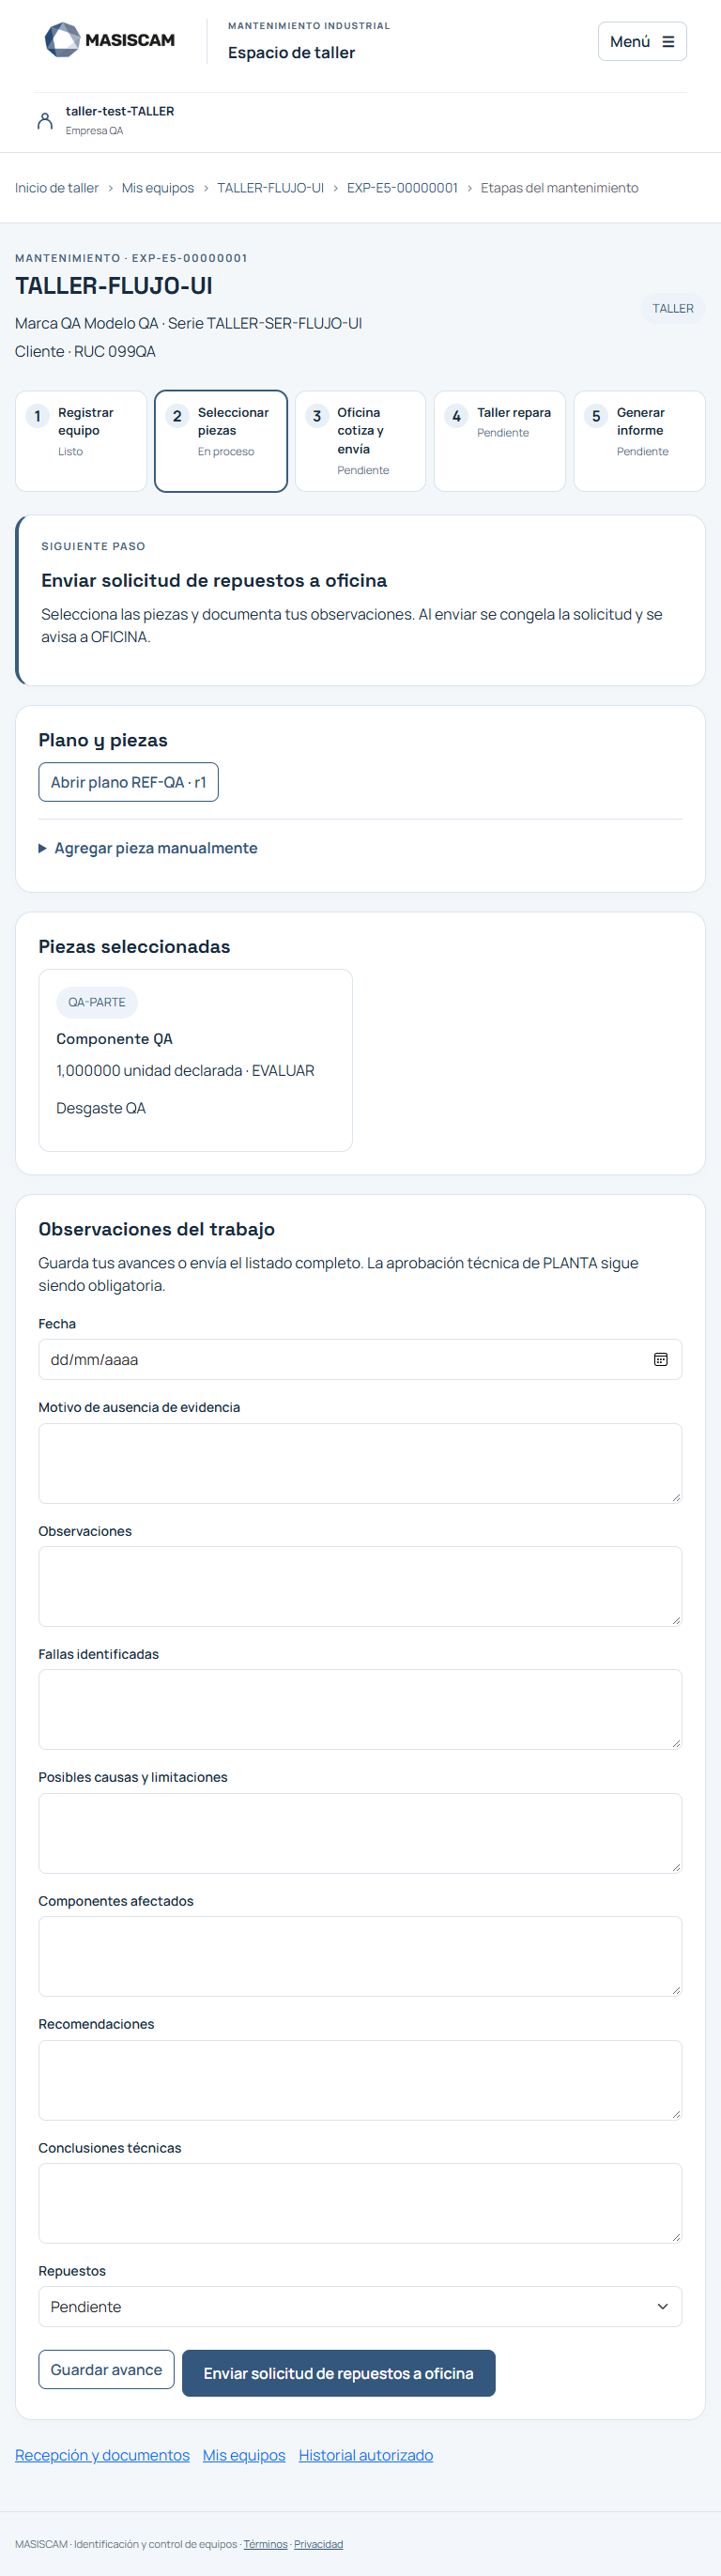 MASISCAM
MANTENIMIENTO INDUSTRIAL
Espacio de taller
Menú
taller-test-TALLER
Empresa QA
Inicio de taller › Mis equipos › TALLER-FLUJO-UI › EXP-E5-00000001 › Etapas del mantenimiento
MANTENIMIENTO · EXP-E5-00000001
TALLER-FLUJO-UI
Marca QA Modelo QA · Serie TALLER-SER-FLUJO-UI
Cliente · RUC 099QA
TALLER
1
Registrar
equipo
Listo
2
Seleccionar
piezas
En proceso
3
Oficina
cotiza y
envía
Pendiente
4
Taller repara
Pendiente
5
Generar
informe
Pendiente
SIGUIENTE PASO
Enviar solicitud de repuestos a oficina
Selecciona las piezas y documenta tus observaciones. Al enviar se congela la solicitud y se
avisa a OFICINA.
Plano y piezas
Abrir plano REF-QA · r1
Agregar pieza manualmente
Piezas seleccionadas
QA-PARTE
Componente QA
1,000000 unidad declarada · EVALUAR
Desgaste QA
Observaciones del trabajo
Guarda tus avances o envía el listado completo. La aprobación técnica de PLANTA sigue
siendo obligatoria.
Fecha
dd/mm/aaaa
Motivo de ausencia de evidencia
Observaciones
Fallas identificadas
Posibles causas y limitaciones
Componentes afectados
Recomendaciones
Conclusiones técnicas
Repuestos
Pendiente
Guardar avance
Enviar solicitud de repuestos a oficina
Recepción y documentos Mis equipos Historial autorizado
MASISCAM · Identificación y control de equipos · Términos · Privacidad